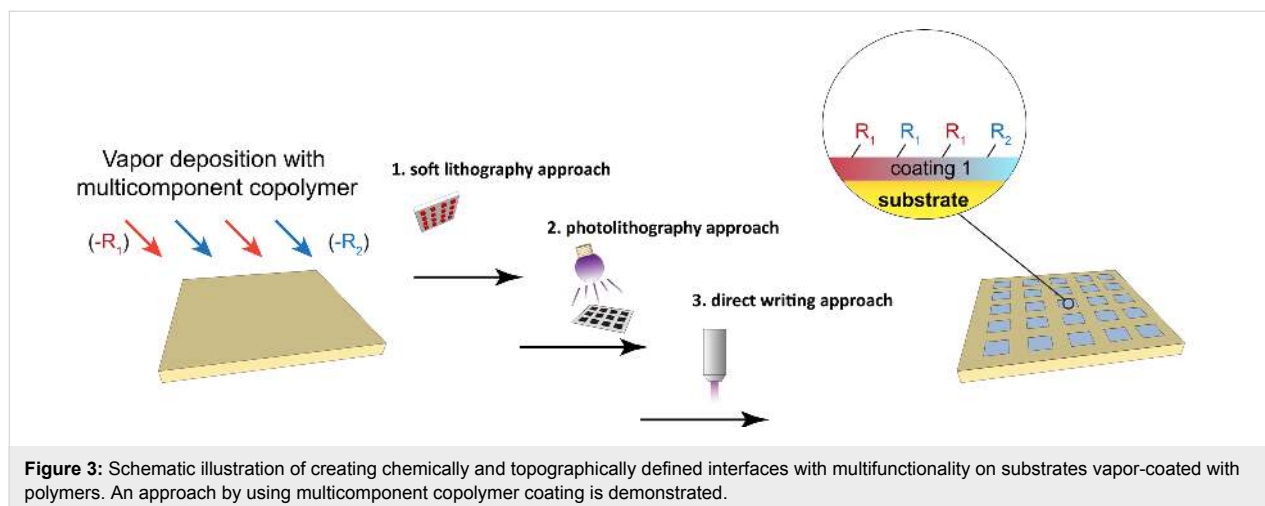 Vapor deposition with
multicomponent copolymer
(-R₁)
(-R₂)
1. soft lithography approach
2. photolithography approach
3. direct writing approach
R₁ R₁ R₁ R₂
coating 1
substrate
Figure 3: Schematic illustration of creating chemically and topographically defined interfaces with multifunctionality on substrates vapor-coated with
polymers. An approach by using multicomponent copolymer coating is demonstrated.